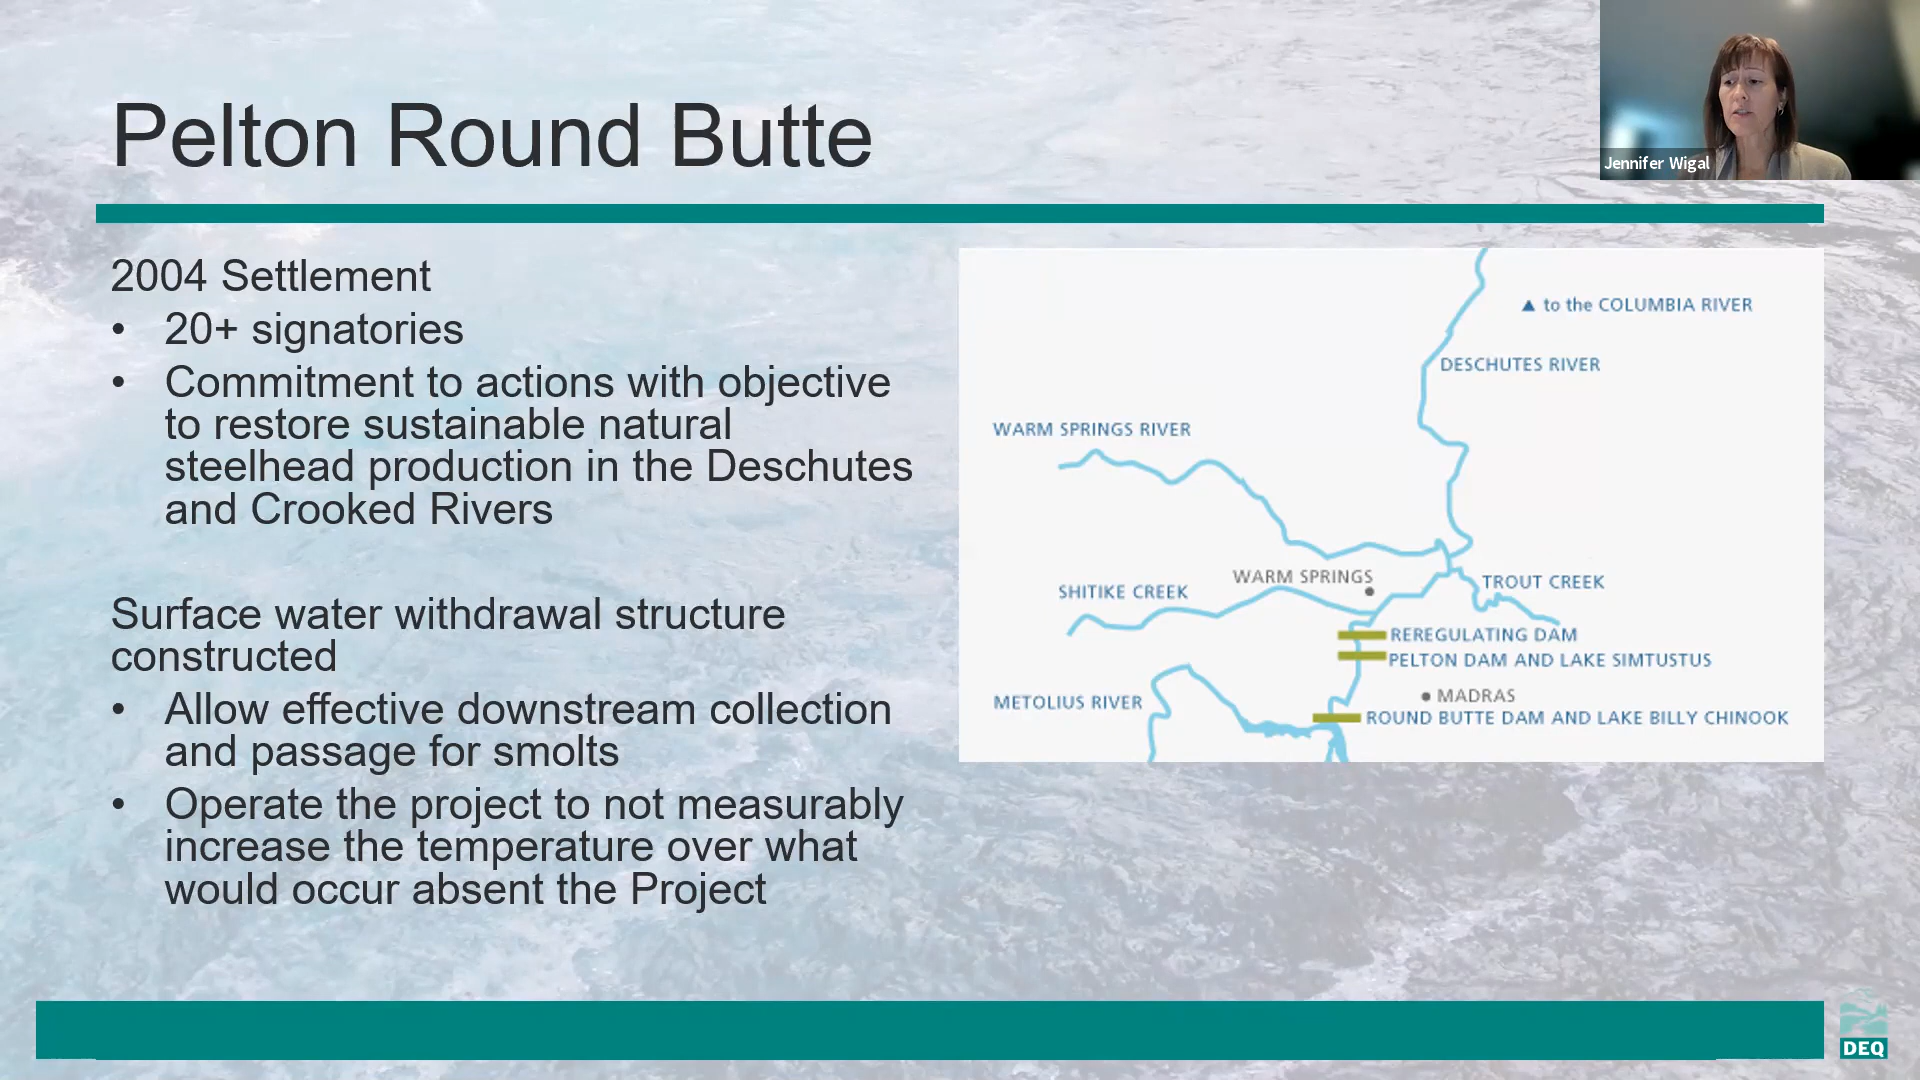 Pelton Round Butte
Jennifer Wigal
2004 Settlement
• 20+ signatories
• Commitment to actions with objective
to restore sustainable natural
steelhead production in the Deschutes
and Crooked Rivers
Surface water withdrawal structure
constructed
• Allow effective downstream collection
and passage for smolts
• Operate the project to not measurably
increase the temperature over what
would occur absent the Project
▲ to the COLUMBIA RIVER
DESCHUTES RIVER
WARM SPRINGS RIVER
WARM SPRINGS
SHITIKE CREEK
TROUT CREEK
REREGULATING DAM
PELTON DAM AND LAKE SIMTUSTUS
METOLIUS RIVER
MADRAS
ROUND BUTTE DAM AND LAKE BILLY CHINOOK
DEQ